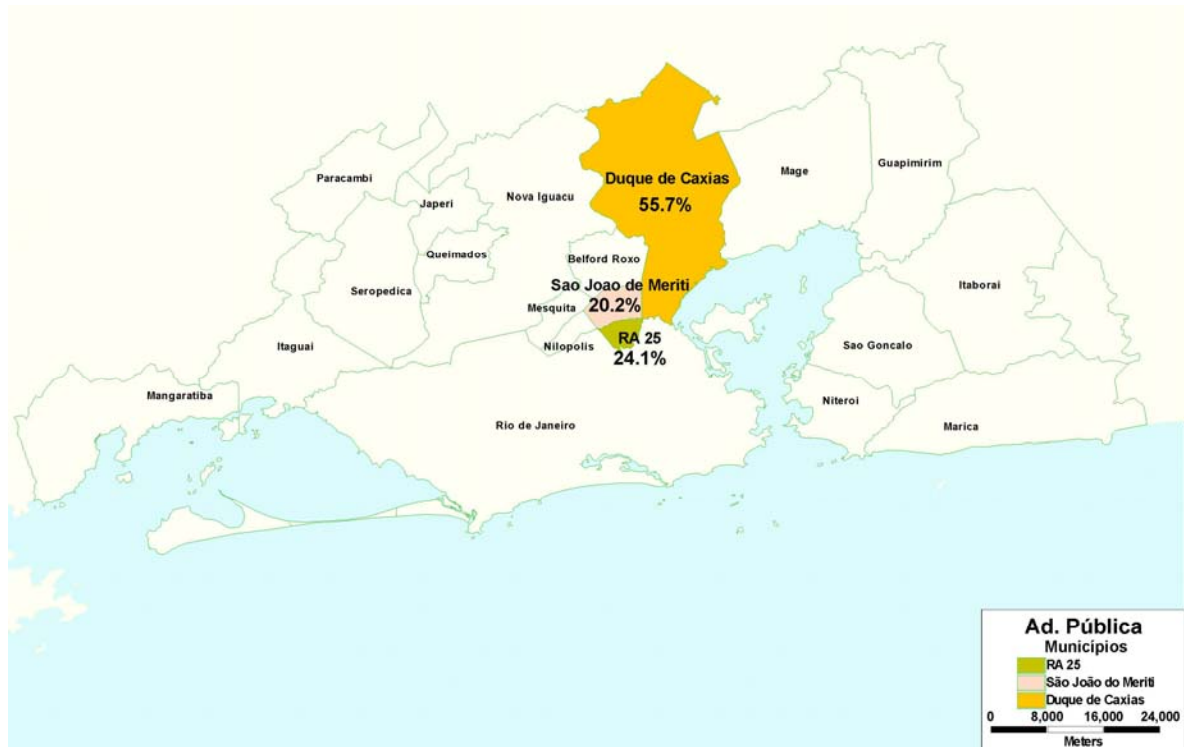 Guapimirim
Mage
Paracambi
Duque de Caxias
55.7%
Nova Iguacu
Japeri
Queimados
Belford Roxo
Sao Joao de Meriti
20.2%
Seropedica
Itaborai
Mesquita
RA 25
24.1%
Nilopolis
Itaguai
Sao Goncalo
Mangaratiba
Niteroi
Rio de Janeiro
Marica
Ad. Pública
Municípios
RA 25
São João do Meriti
Duque de Caxias
0 8,000 16,000 24,000
Meters